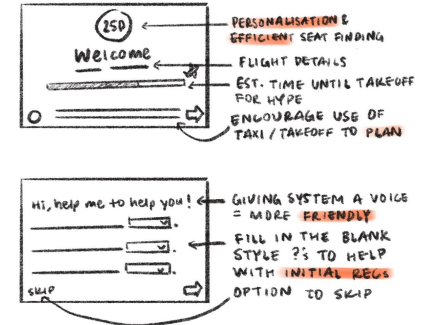 25D
Welcome
PERSONALISATION &
EFFICIENT SEAT FINDING
FLIGHT DETAILS
EST. TIME UNTIL TAKEOFF
FOR HYPE
ENCOURAGE USE OF
TAXI/TAKEOFF TO PLAN
Hi, help me to help you!
SKIP
GIVING SYSTEM A VOICE
= MORE FRIENDLY
FILL IN THE BLANK
STYLE ?'s TO HELP
WITH INITIAL RECs
OPTION TO SKIP